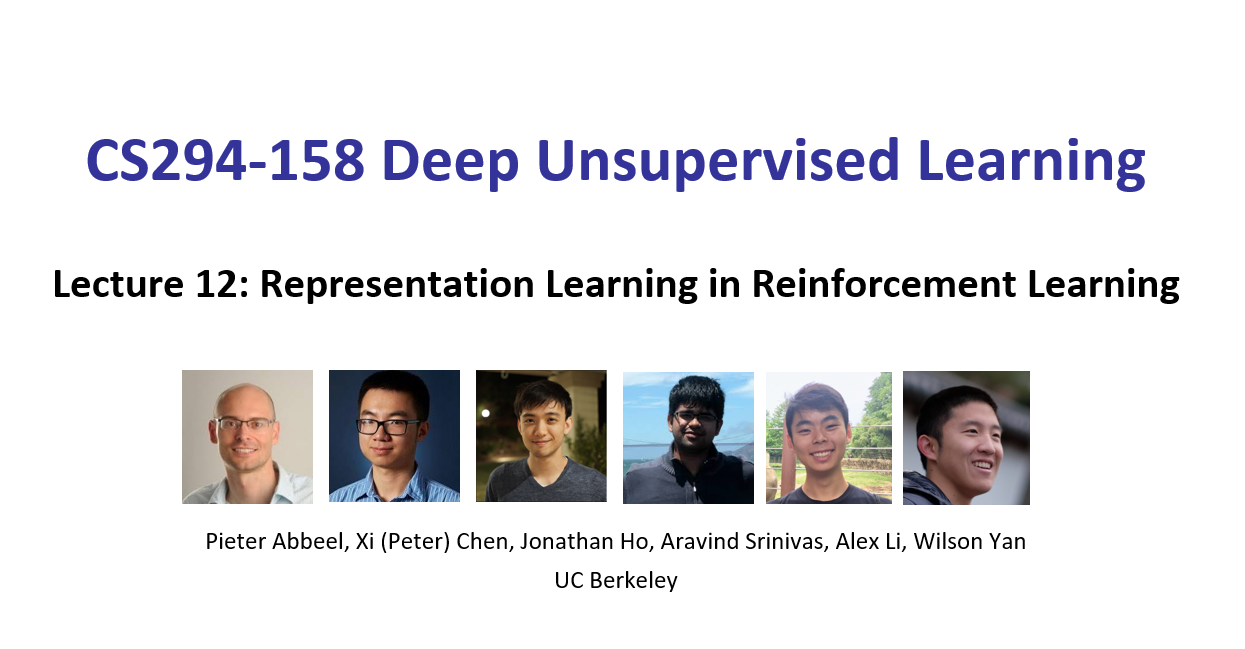 CS294-158 Deep Unsupervised Learning
Lecture 12: Representation Learning in Reinforcement Learning
Pieter Abbeel, Xi (Peter) Chen, Jonathan Ho, Aravind Srinivas, Alex Li, Wilson Yan
UC Berkeley